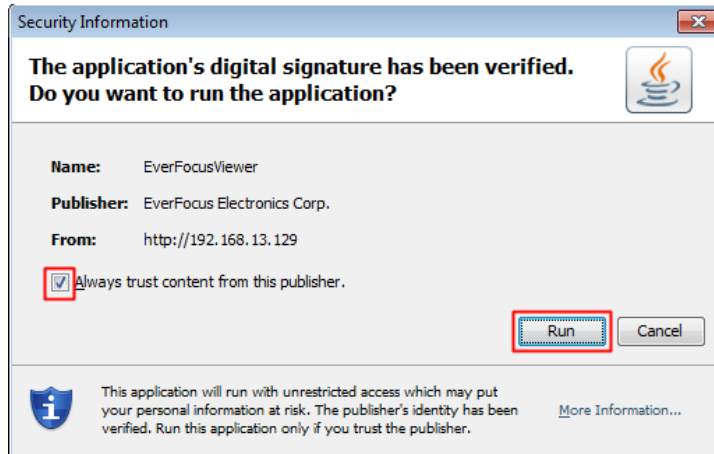 Security Information
The application's digital signature has been verified.
Do you want to run the application?
Name: EverFocusViewer
Publisher: EverFocus Electronics Corp.
From: http://192.168.13.129
Always trust content from this publisher.
Run Cancel
This application will run with unrestricted access which may put
your personal information at risk. The publisher's identity has been
verified. Run this application only if you trust the publisher.
More Information...